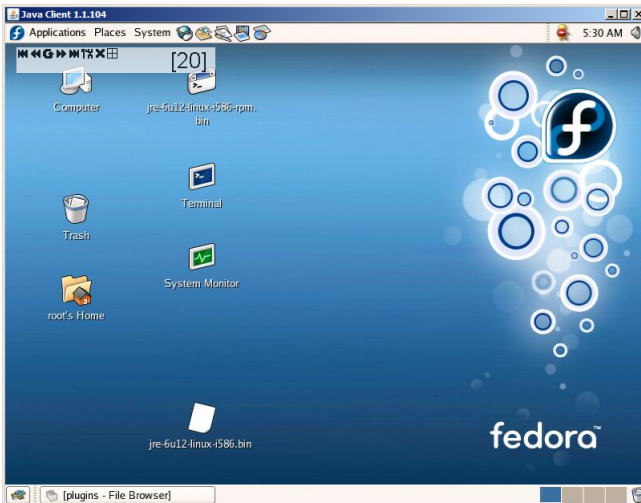 Java Client 1.1.104
Applications Places System
5:30 AM
[20]
Computer
jre-6u12-linux-i586-rpm.
bin
Terminal
Trash
System Monitor
root's Home
jre-6u12-linux-i586.bin
fedora™
[plugins - File Browser]